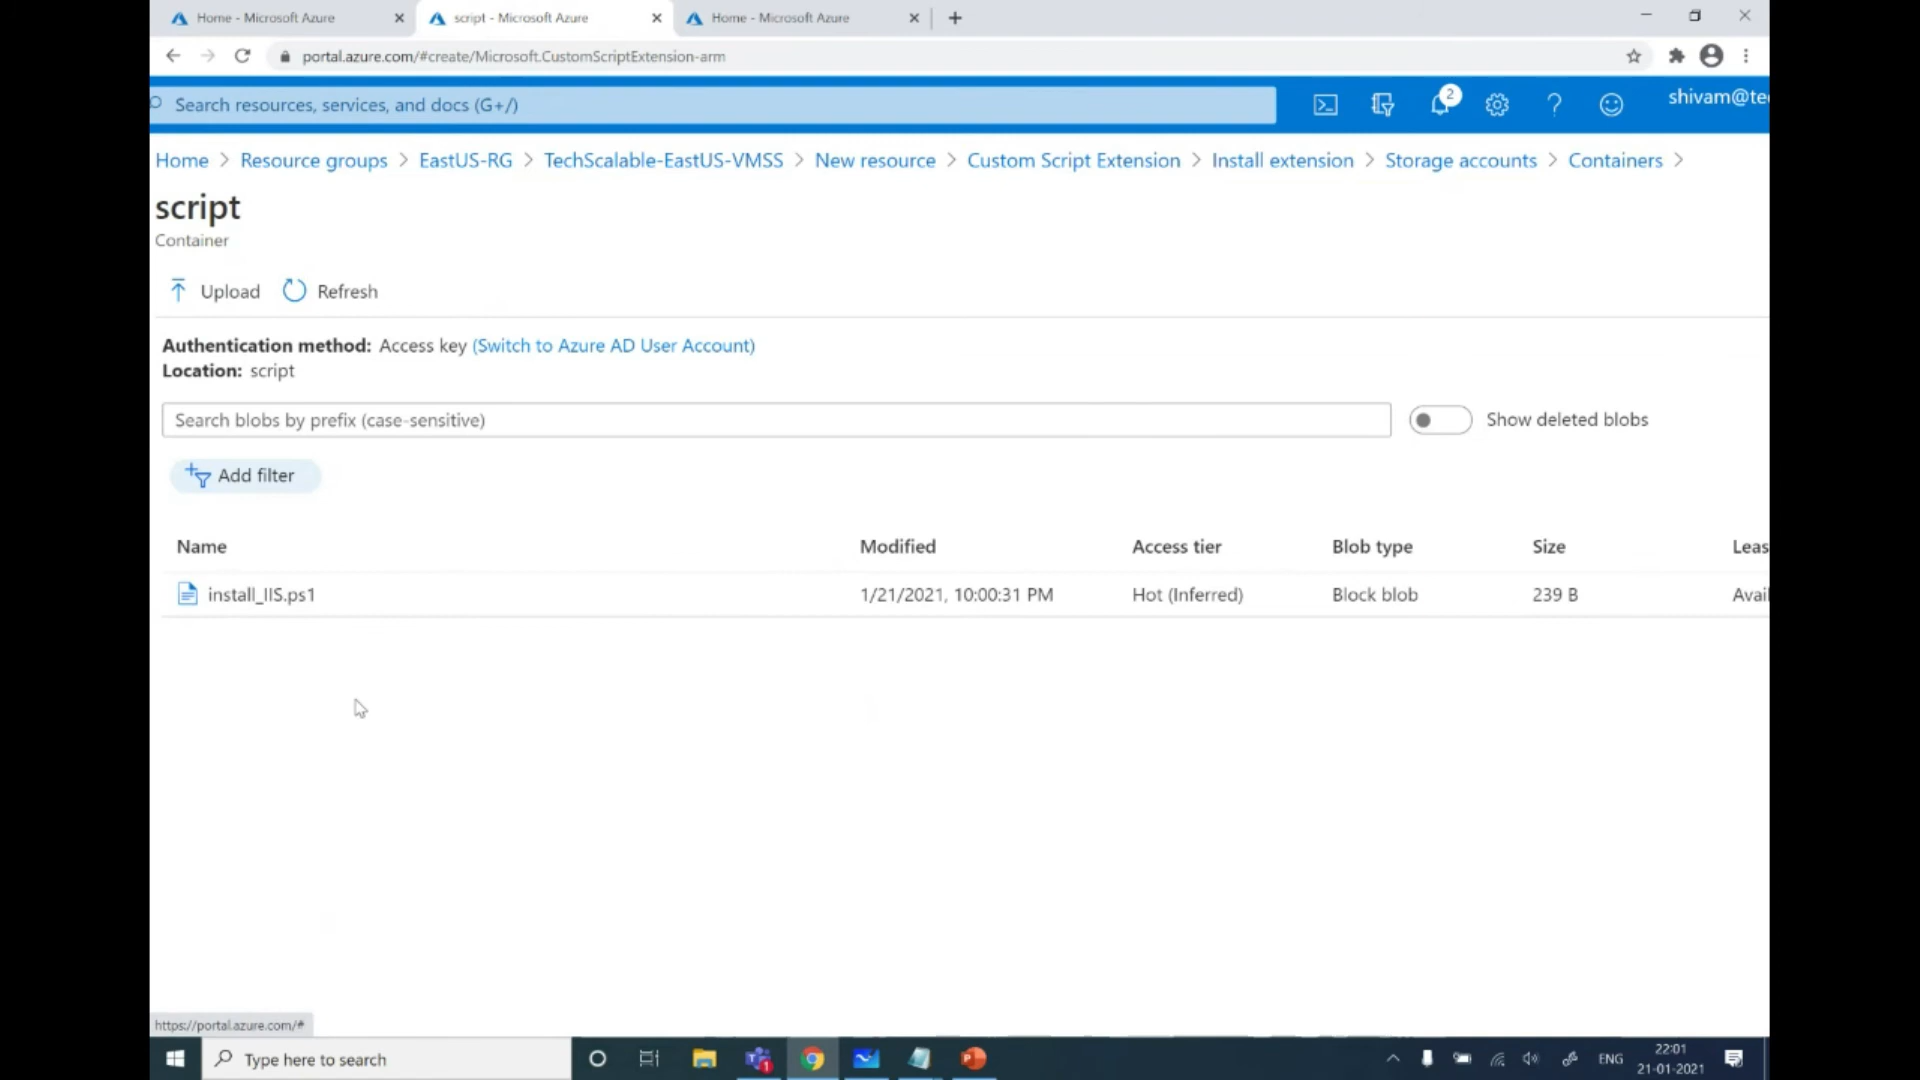 Home - Microsoft Azure
script - Microsoft Azure
Home - Microsoft Azure
portal.azure.com/#create/Microsoft.CustomScriptExtension-arm
Search resources, services, and docs (G+/)
2
shivam@te
Home > Resource groups > EastUS-RG > TechScalable-EastUS-VMSS > New resource > Custom Script Extension > Install extension > Storage accounts > Containers >
script
Container
Upload Refresh
Authentication method: Access key (Switch to Azure AD User Account)
Location: script
Search blobs by prefix (case-sensitive)
Show deleted blobs
Add filter
Name Modified Access tier Blob type Size Leas
install_IIS.ps1 1/21/2021, 10:00:31 PM Hot (Inferred) Block blob 239 B Avail
https://portal.azure.com/#
Type here to search
1
ENG
22:01
21-01-2021